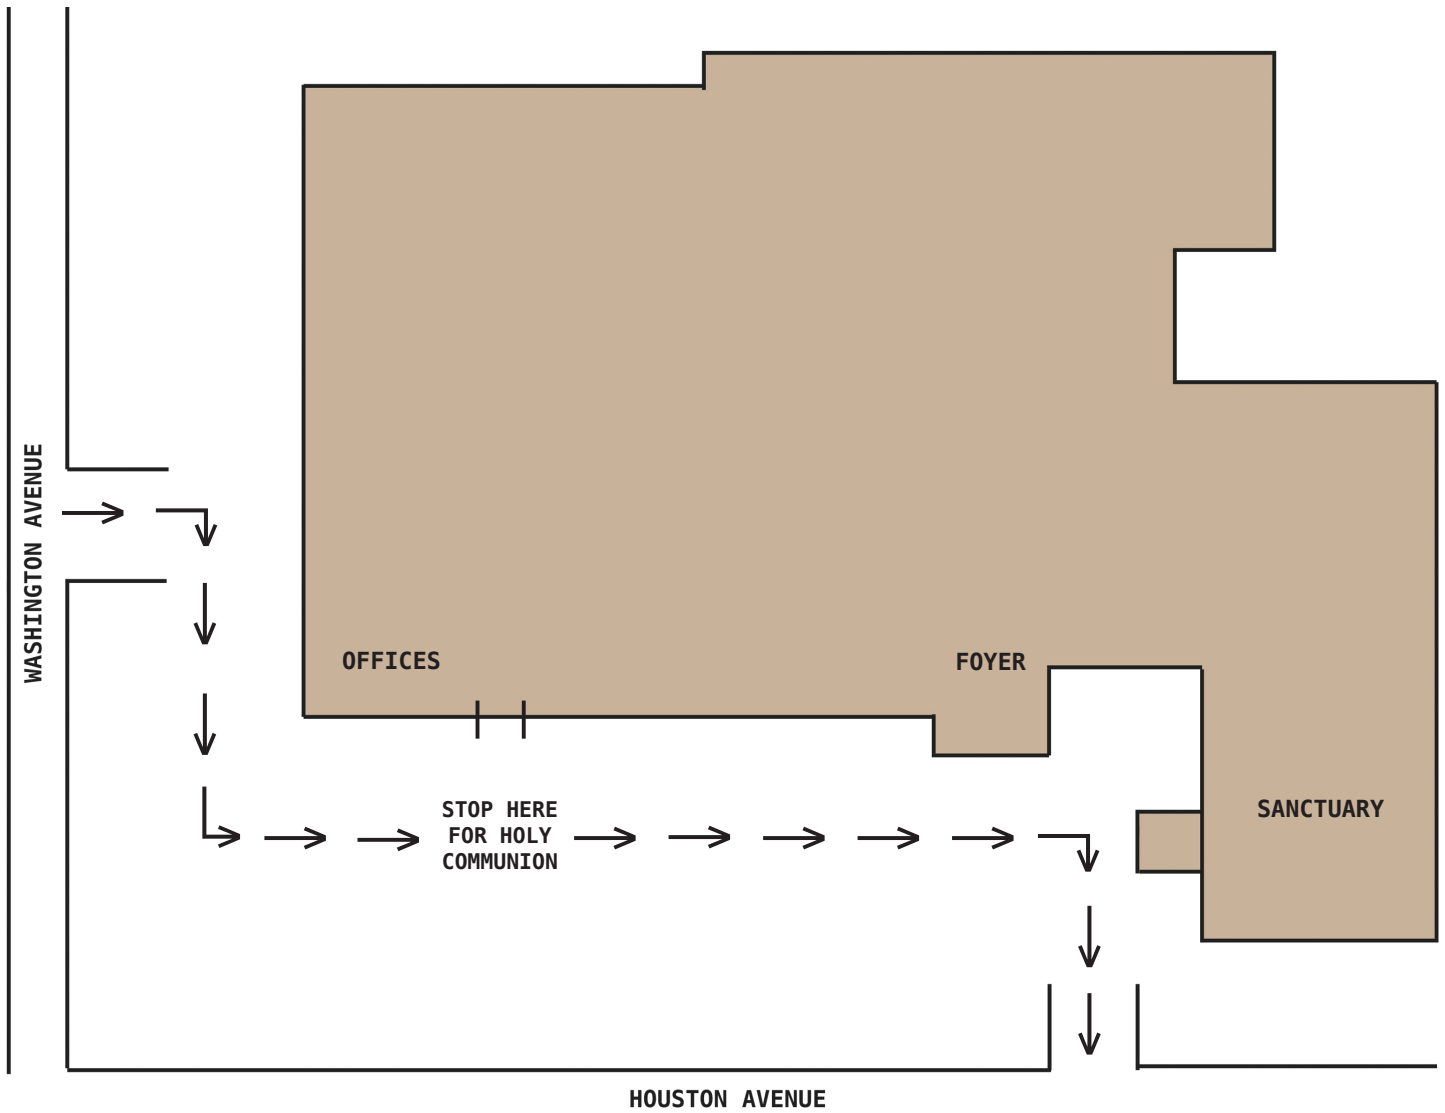 WASHINGTON AVENUE
OFFICES
FOYER
STOP HERE
FOR HOLY
COMMUNION
SANCTUARY
HOUSTON AVENUE